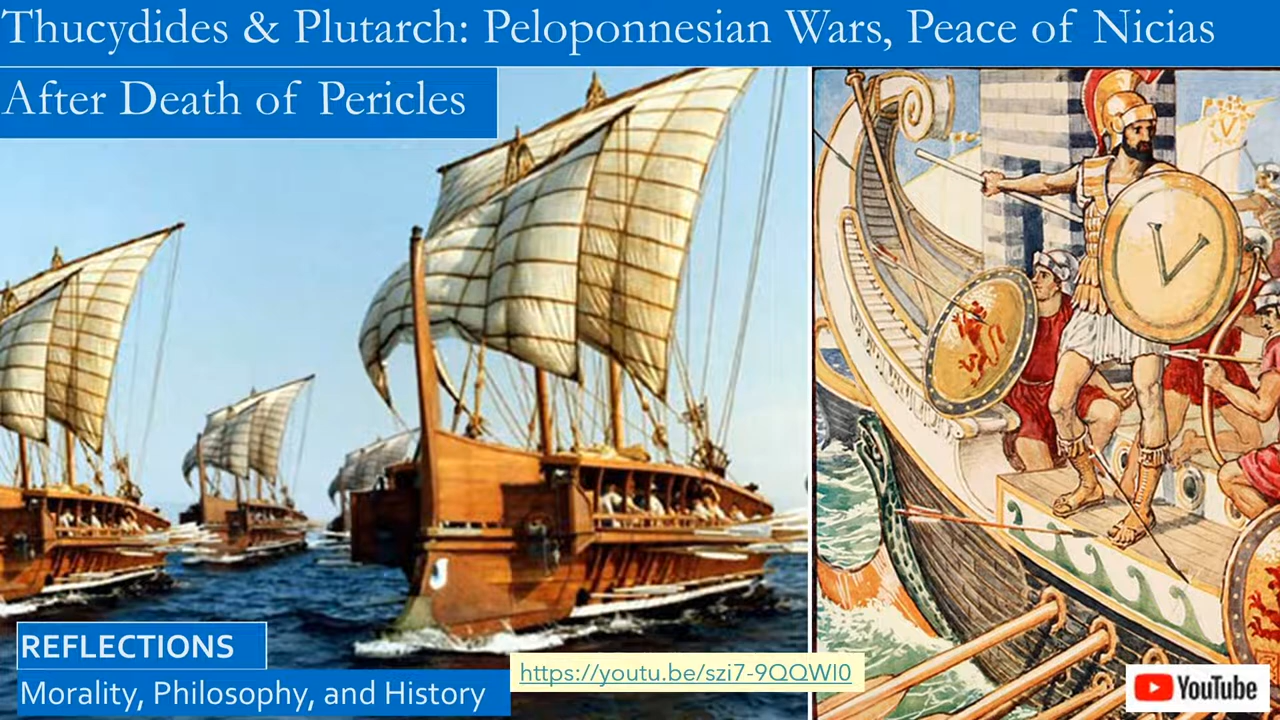 Thucydides & Plutarch: Peloponnesian Wars, Peace of Nicias
After Death of Pericles
V
REFLECTIONS
Morality, Philosophy, and History
https://youtu.be/szi7-9QQWI0
YouTube